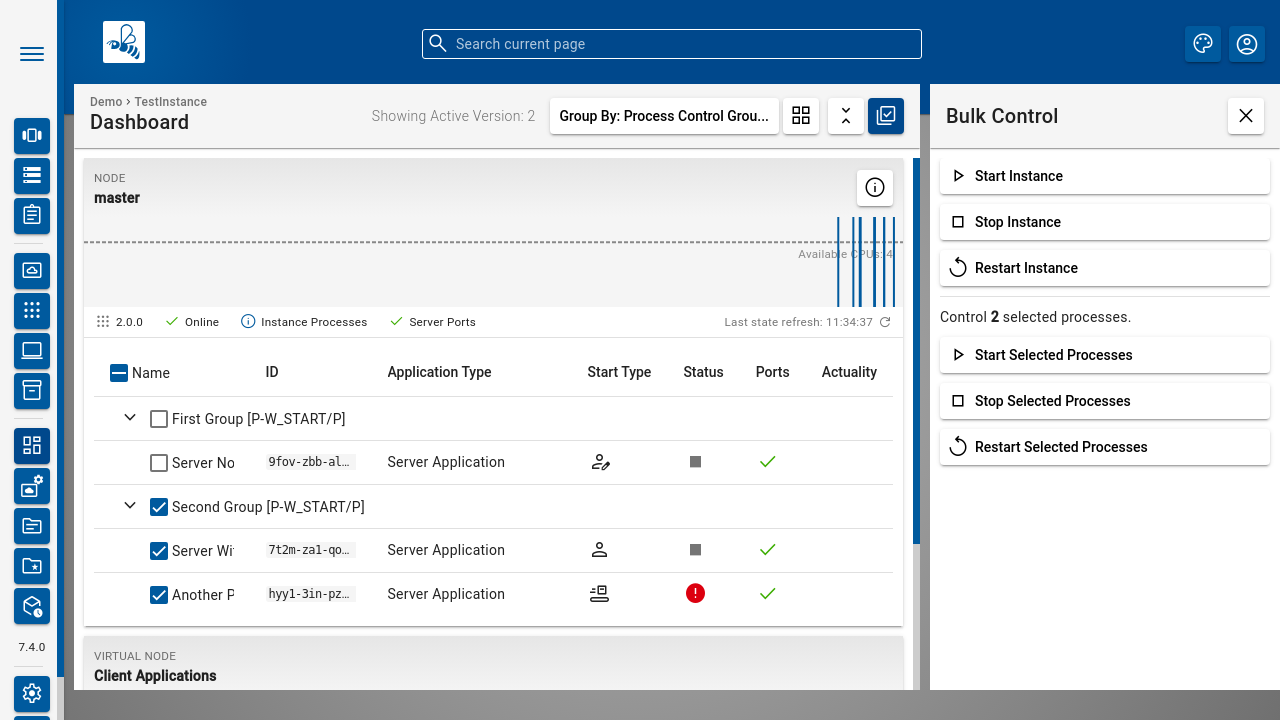 Search current page
Demo › TestInstance
Dashboard
Showing Active Version: 2
Group By: Process Control Grou...
Bulk Control
Start Instance
Stop Instance
Restart Instance
Control 2 selected processes.
Start Selected Processes
Stop Selected Processes
Restart Selected Processes
NODE
master
Available CPUs: 4
2.0.0
Online
Instance Processes
Server Ports
Last state refresh: 11:34:37
Name ID Application Type Start Type Status Ports Actuality
First Group [P-W_START/P]
Server No 9fov-zbb-al… Server Application
Second Group [P-W_START/P]
Server Wi 7t2m-za1-qo… Server Application
Another P hyy1-3in-pz… Server Application
VIRTUAL NODE
Client Applications
7.4.0